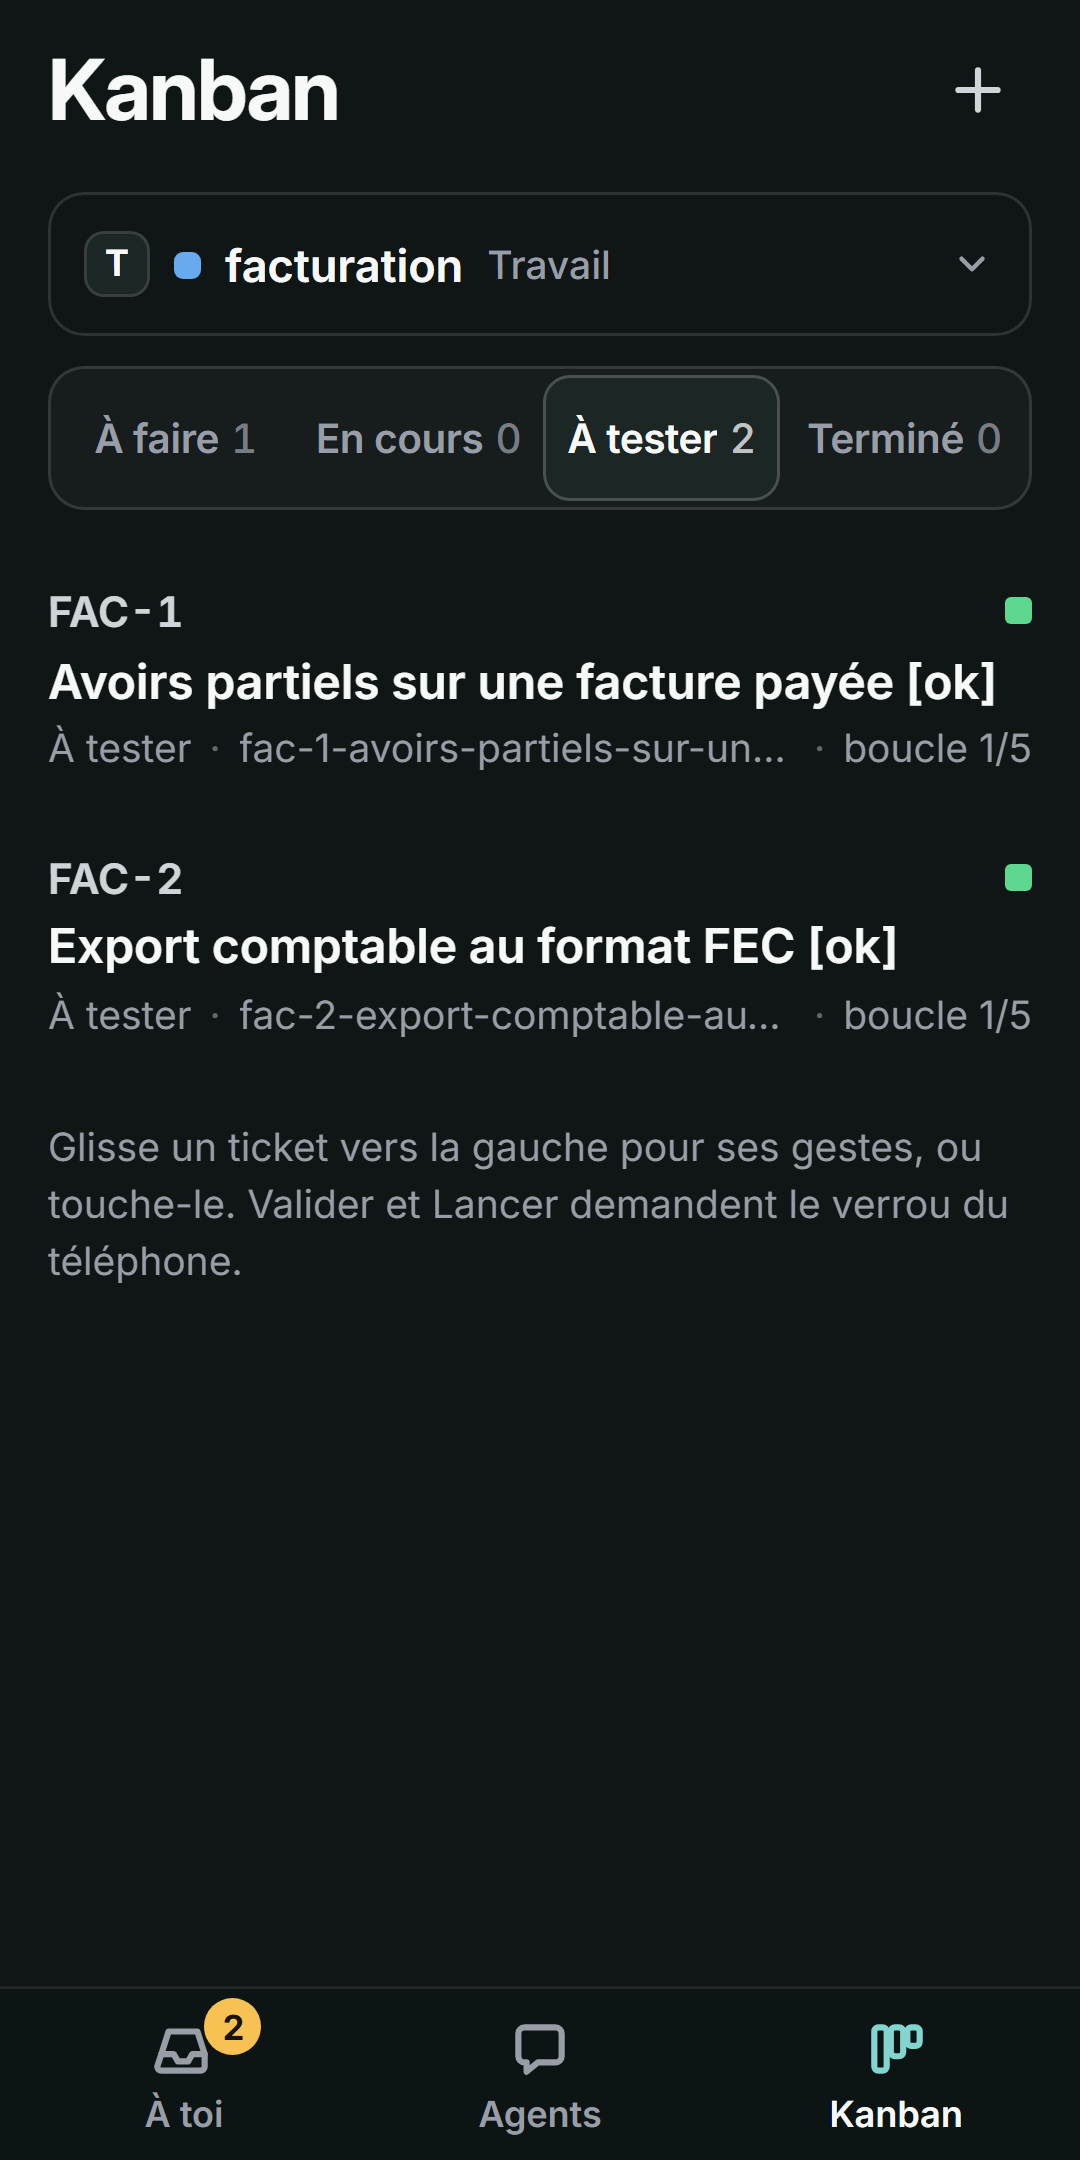 Kanban
T facturation Travail
À faire 1 En cours 0 À tester 2 Terminé 0
FAC-1
Avoirs partiels sur une facture payée [ok]
À tester · fac-1-avoirs-partiels-sur-un... · boucle 1/5
FAC-2
Export comptable au format FEC [ok]
À tester · fac-2-export-comptable-au... · boucle 1/5
Glisse un ticket vers la gauche pour ses gestes, ou
touche-le. Valider et Lancer demandent le verrou du
téléphone.
2
À toi Agents Kanban